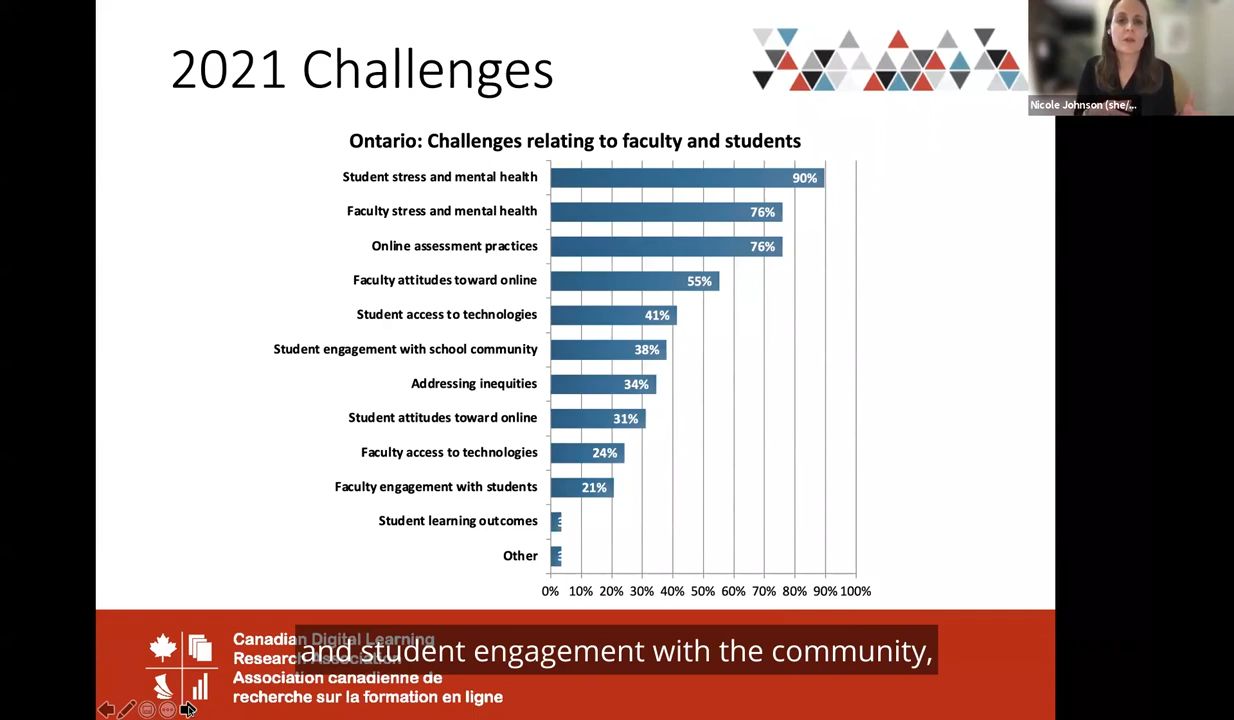 2021 Challenges
Nicole Johnson (she/...
Ontario: Challenges relating to faculty and students
Student stress and mental health 90%
Faculty stress and mental health 76%
Online assessment practices 76%
Faculty attitudes toward online 55%
Student access to technologies 41%
Student engagement with school community 38%
Addressing inequities 34%
Student attitudes toward online 31%
Faculty access to technologies 24%
Faculty engagement with students 21%
Student learning outcomes
Other
0% 10% 20% 30% 40% 50% 60% 70% 80% 90% 100%
Canadian Digital Learning
Research Association
Association canadienne de
recherche sur la formation en ligne
and student engagement with the community,